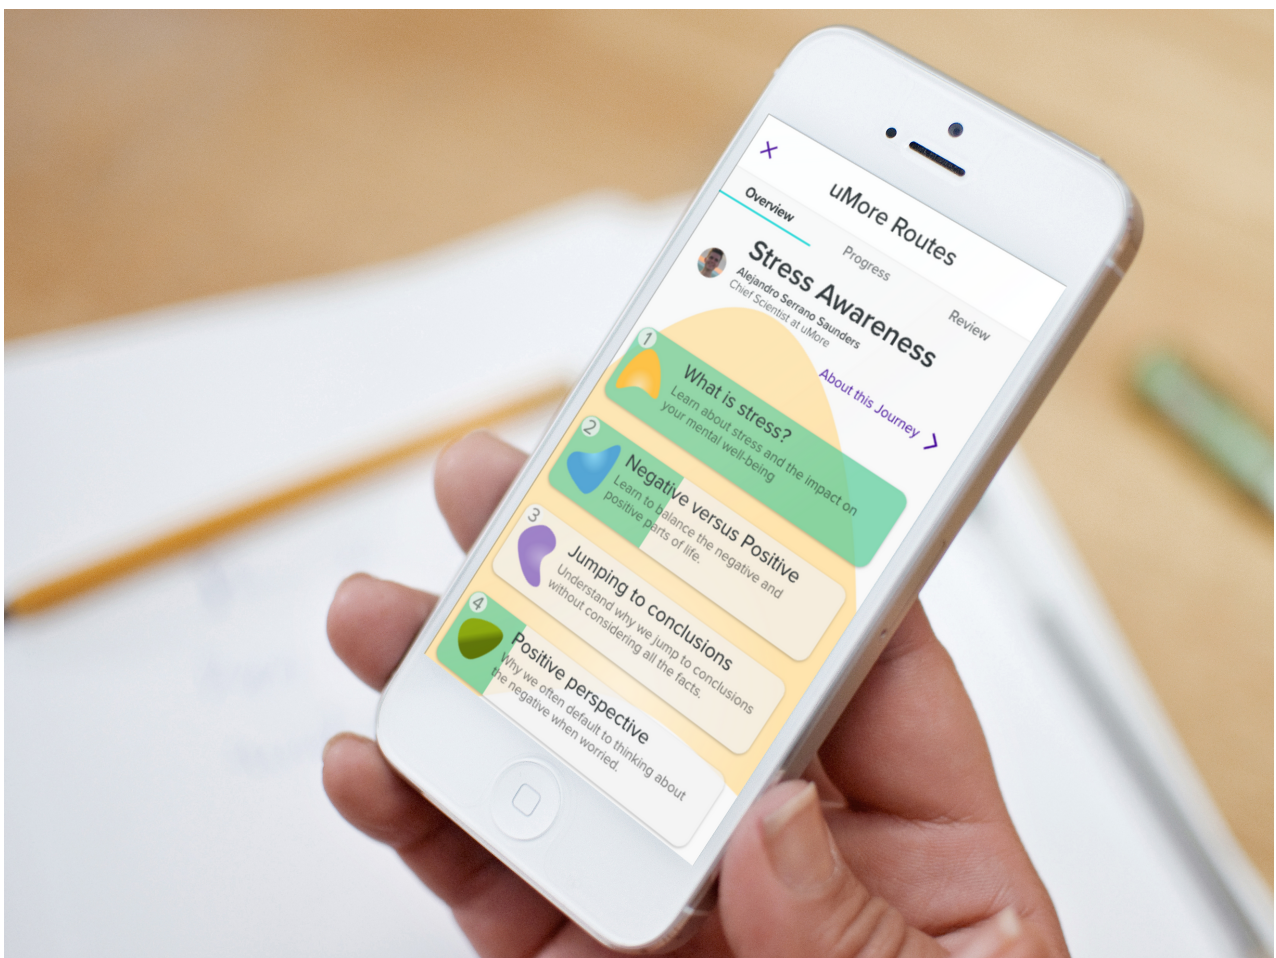 uMore Routes
Overview
Progress
Review
Stress Awareness
Alejandro Serrano Saunders
Chief Scientist at uMore
About this Journey
1
What is stress?
Learn about stress and the impact on
your mental well-being
2
Negative versus Positive
Learn to balance the negative and
positive parts of life.
3
Jumping to conclusions
Understand why we jump to conclusions
without considering all the facts.
4
Positive perspective
Why we often default to thinking about
the negative when worried.